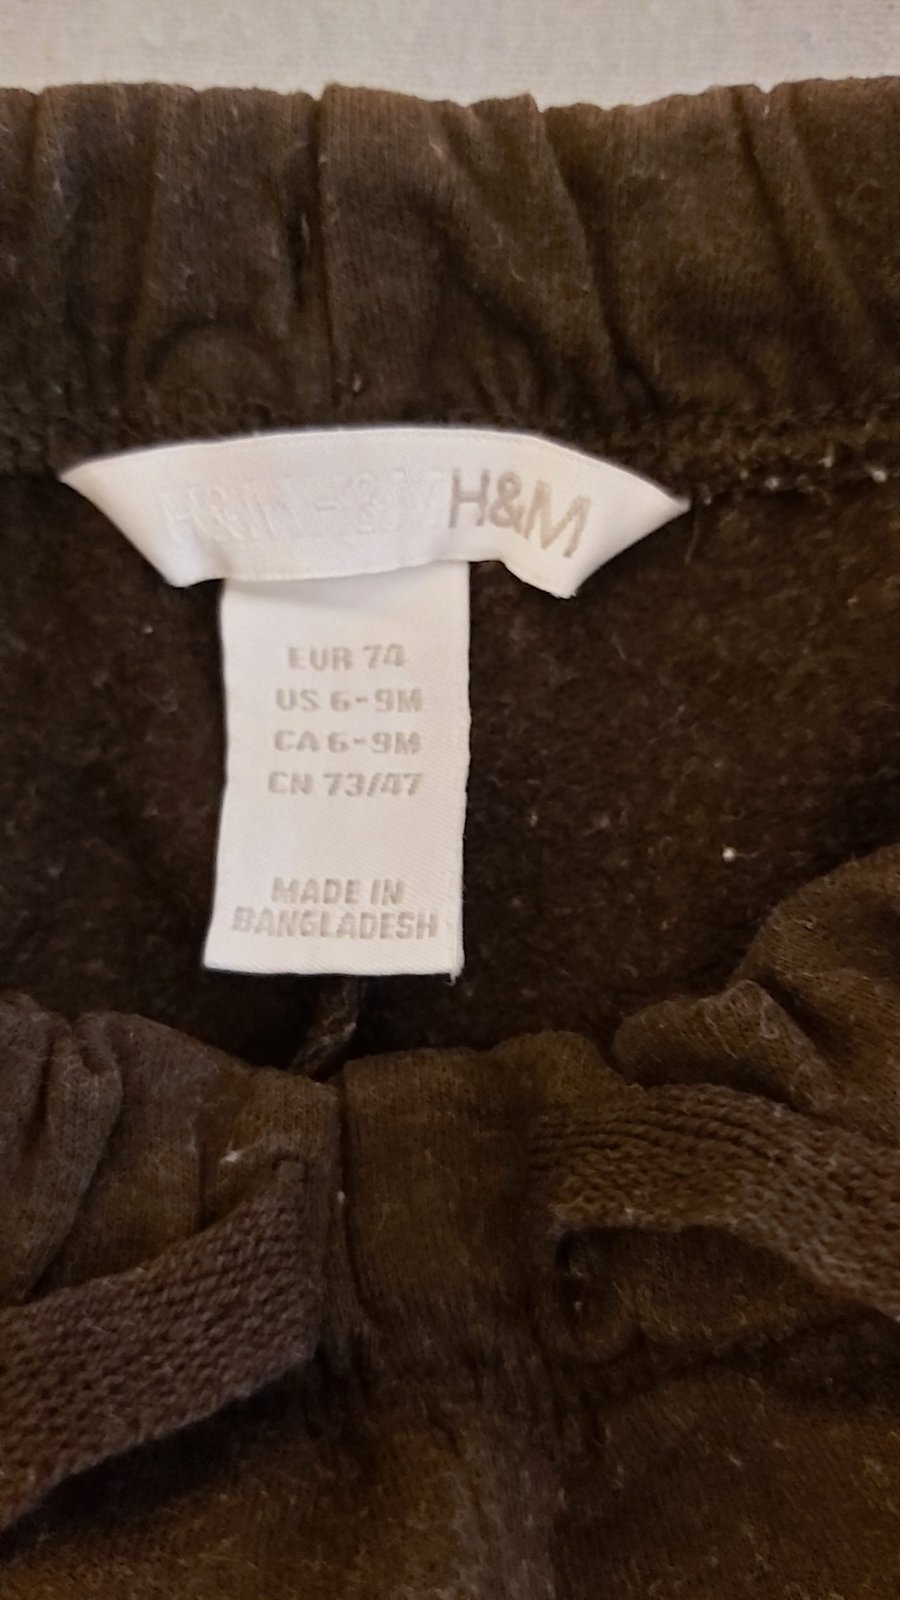 H&M H&M H&M
EUR 74
US 6-9M
CA 6-9M
CN 73/47
MADE IN
BANGLADESH